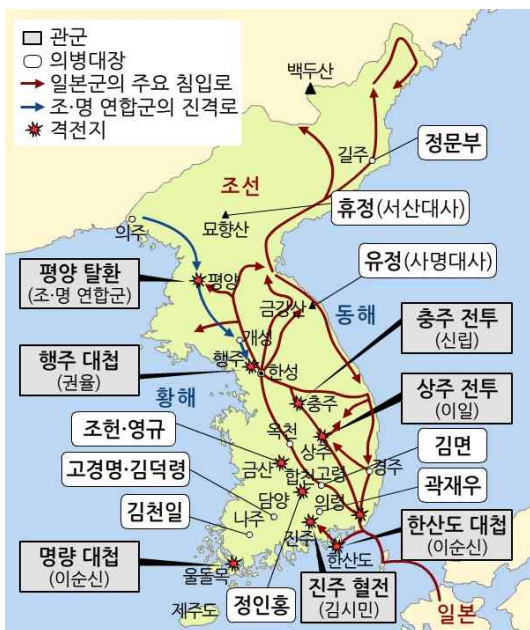 관군
의병대장
일본군의 주요 침입로
조·명 연합군의 진격로
격전지
백두산
길주
정문부
조선
휴정(서산대사)
묘향산
의주
유정(사명대사)
평양 탈환
(조·명 연합군)
평양
금강산
동해
충주 전투
(신립)
개성
행주 대첩
(권율)
행주
한성
황해
충주
상주 전투
(이일)
조헌·영규
옥천
상주
김면
고경명·김덕령
금산
합천
고령
경주
곽재우
담양
의령
김천일
나주
진주
한산도 대첩
(이순신)
명량 대첩
(이순신)
울돌목
한산도
정인홍
진주 혈전
(김시민)
일본
제주도